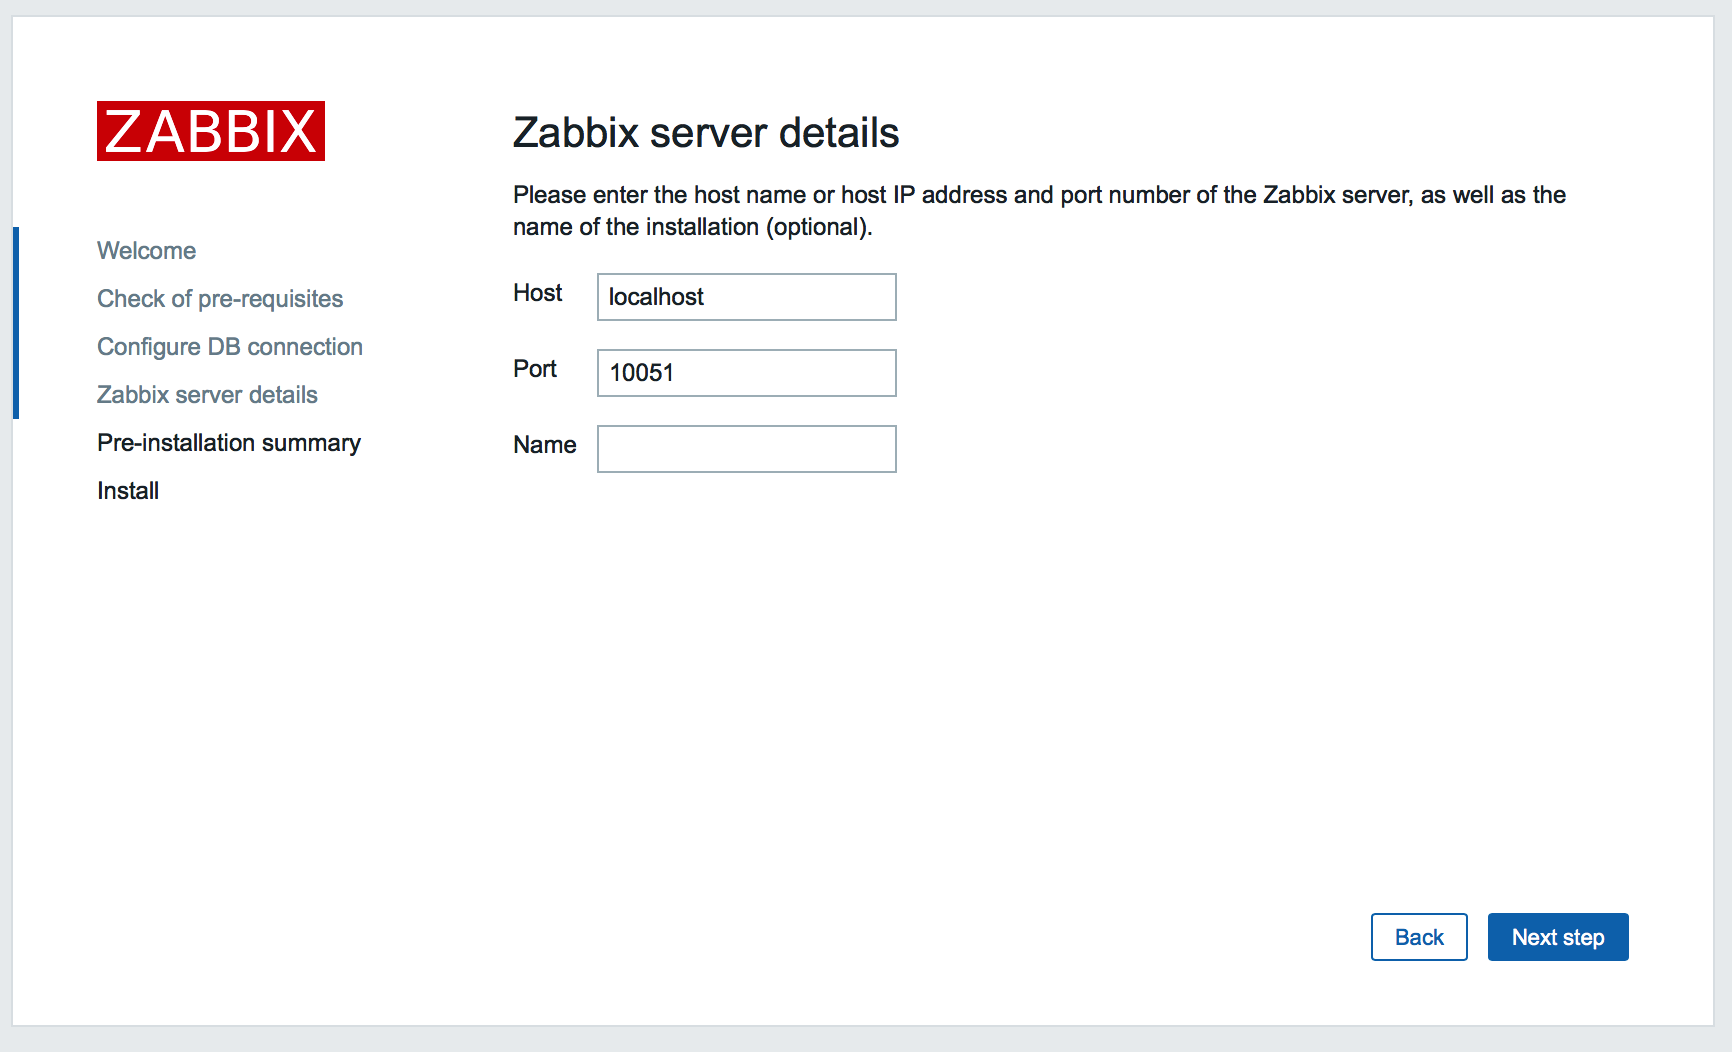 ZABBIX
Welcome
Check of pre-requisites
Configure DB connection
Zabbix server details
Pre-installation summary
Install
Zabbix server details
Please enter the host name or host IP address and port number of the Zabbix server, as well as the
name of the installation (optional).
Host localhost
Port 10051
Name
Back Next step